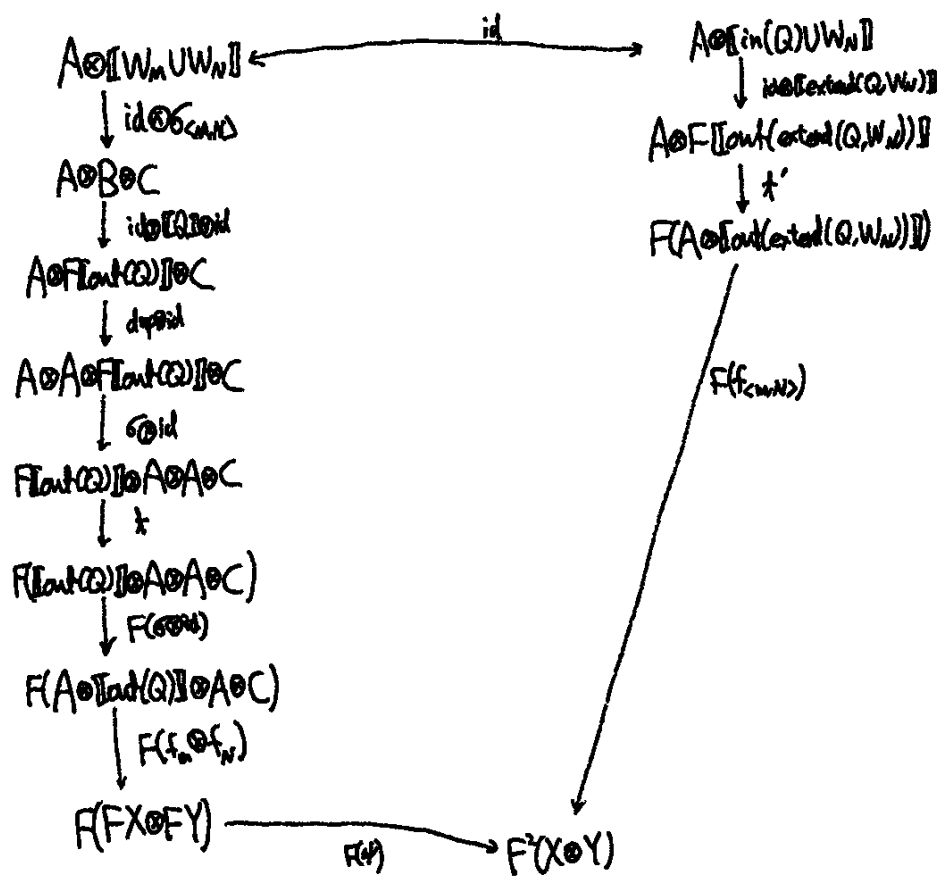 id
A⊗⟦W_M∪W_N⟧
A⊗⟦in(Q)∪W_N⟧
id⊗σ_<M,N>
id⊗⟦extend(Q,W_N)⟧
A⊗B⊗C
A⊗F⟦out(extend(Q,W_N))⟧
id⊗⟦Q⟧⊗id
t'
A⊗F⟦out(Q)⟧⊗C
F(A⊗⟦out(extend(Q,W_N))⟧)
dup⊗id
A⊗A⊗F⟦out(Q)⟧⊗C
F(f_<M,N>)
σ⊗id
F⟦out(Q)⟧⊗A⊗A⊗C
t
F(⟦out(Q)⟧⊗A⊗A⊗C)
F(σ⊗id)
F(A⊗⟦out(Q)⟧⊗A⊗C)
F(f_m⊗f_N)
F(FX⊗FY)
F²(X⊗Y)